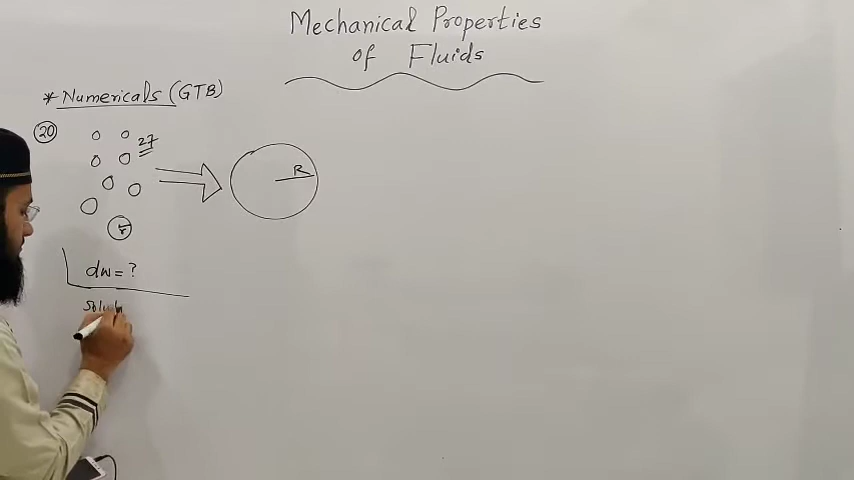 Mechanical Properties
of Fluids
* Numericals (GTB)
20
27
R
r
dw = ?